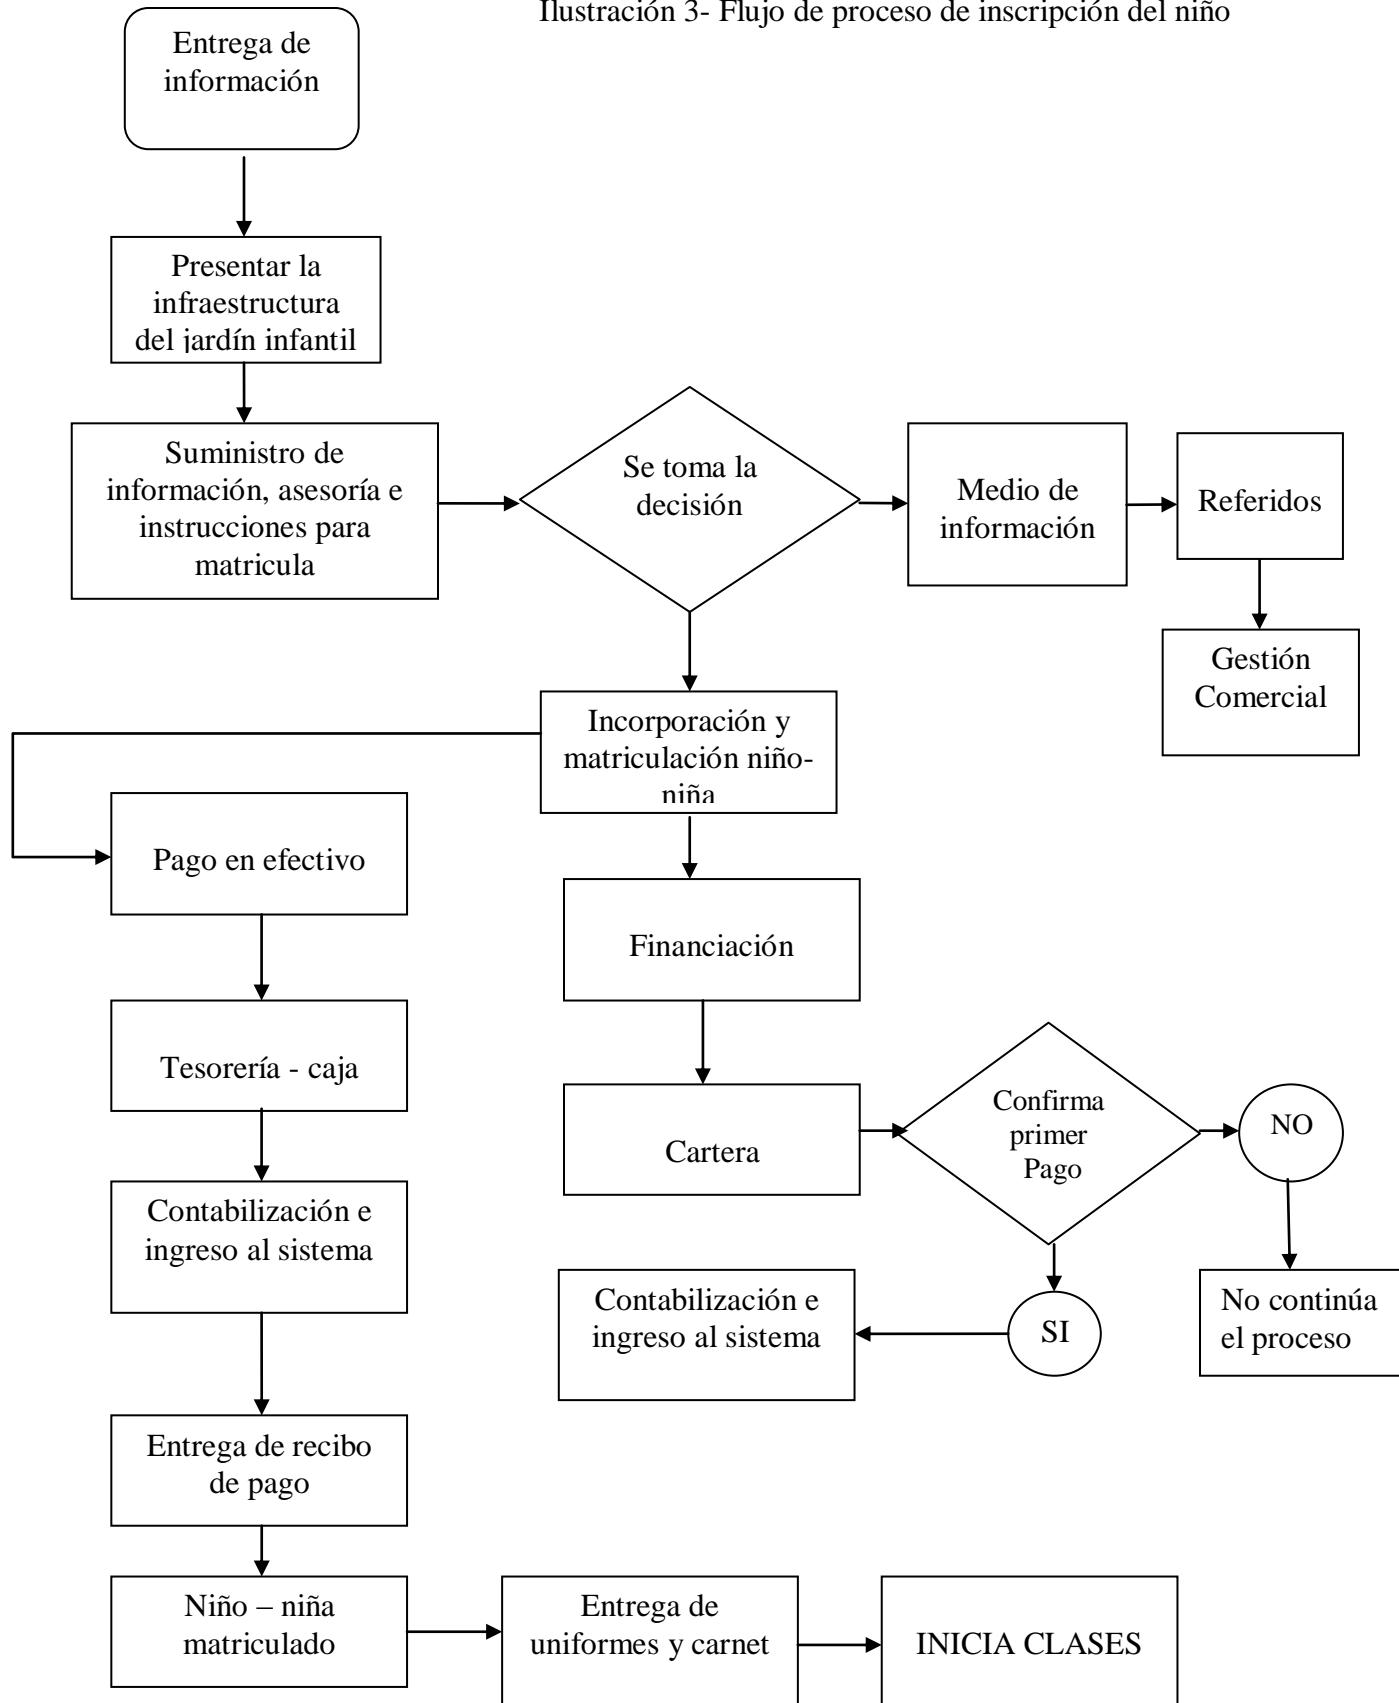 Ilustración 3- Flujo de proceso de inscripción del niño
Entrega de
información
Presentar la
infraestructura
del jardín infantil
Suministro de
información, asesoría e
instrucciones para
matricula
Se toma la
decisión
Medio de
información
Referidos
Gestión
Comercial
Incorporación y
matriculación niño-
niña
Pago en efectivo
Financiación
Tesorería - caja
Cartera
Confirma
primer
Pago
NO
Contabilización e
ingreso al sistema
Contabilización e
ingreso al sistema
SI
No continúa
el proceso
Entrega de recibo
de pago
Niño – niña
matriculado
Entrega de
uniformes y carnet
INICIA CLASES